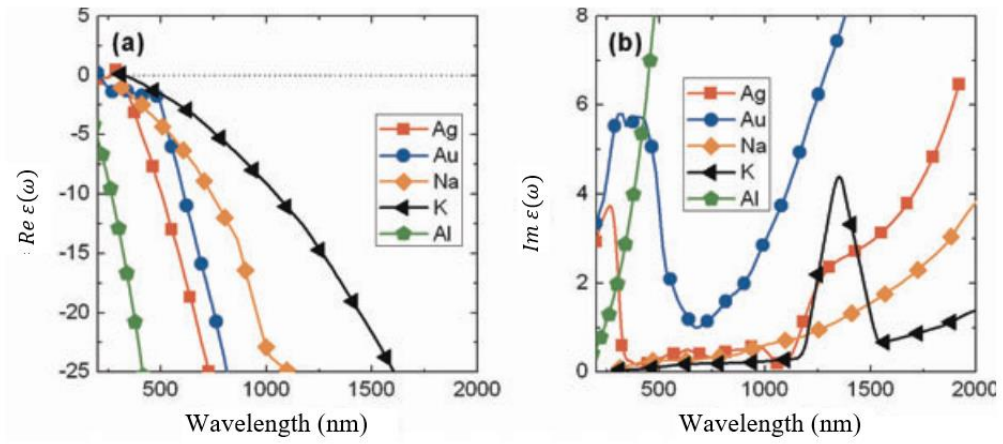 (a)
5
0
-5
-10
-15
-20
-25
Re ε(ω)
500
1000
1500
2000
Wavelength (nm)
Ag
Au
Na
K
Al
(b)
8
6
4
2
0
Im ε(ω)
500
1000
1500
2000
Wavelength (nm)
Ag
Au
Na
K
Al